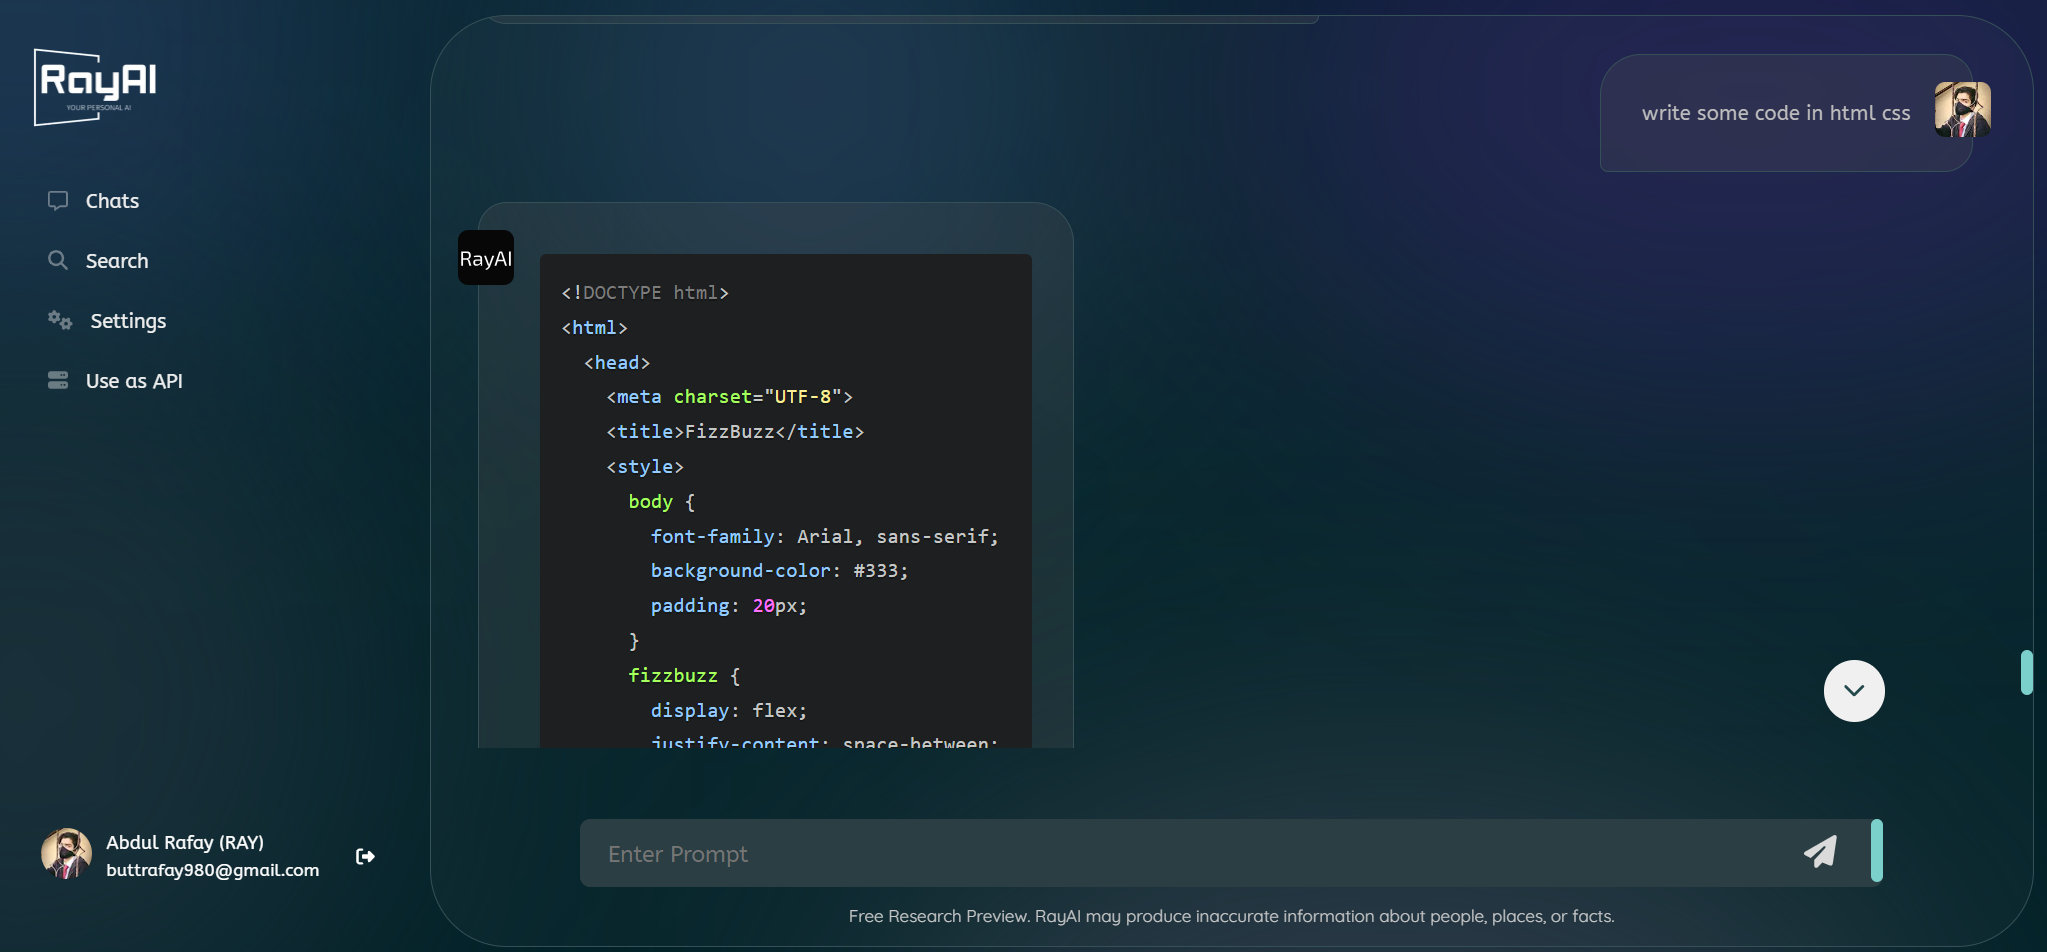 RayAI
YOUR PERSONAL AI
Chats
Search
Settings
Use as API
Abdul Rafay (RAY)
buttrafay980@gmail.com
write some code in html css
RayAI
<!DOCTYPE html>
<html>
<head>
<meta charset="UTF-8">
<title>FizzBuzz</title>
<style>
body {
font-family: Arial, sans-serif;
background-color: #333;
padding: 20px;
}
fizzbuzz {
display: flex;
justify-content: space-between;
Enter Prompt
Free Research Preview. RayAI may produce inaccurate information about people, places, or facts.